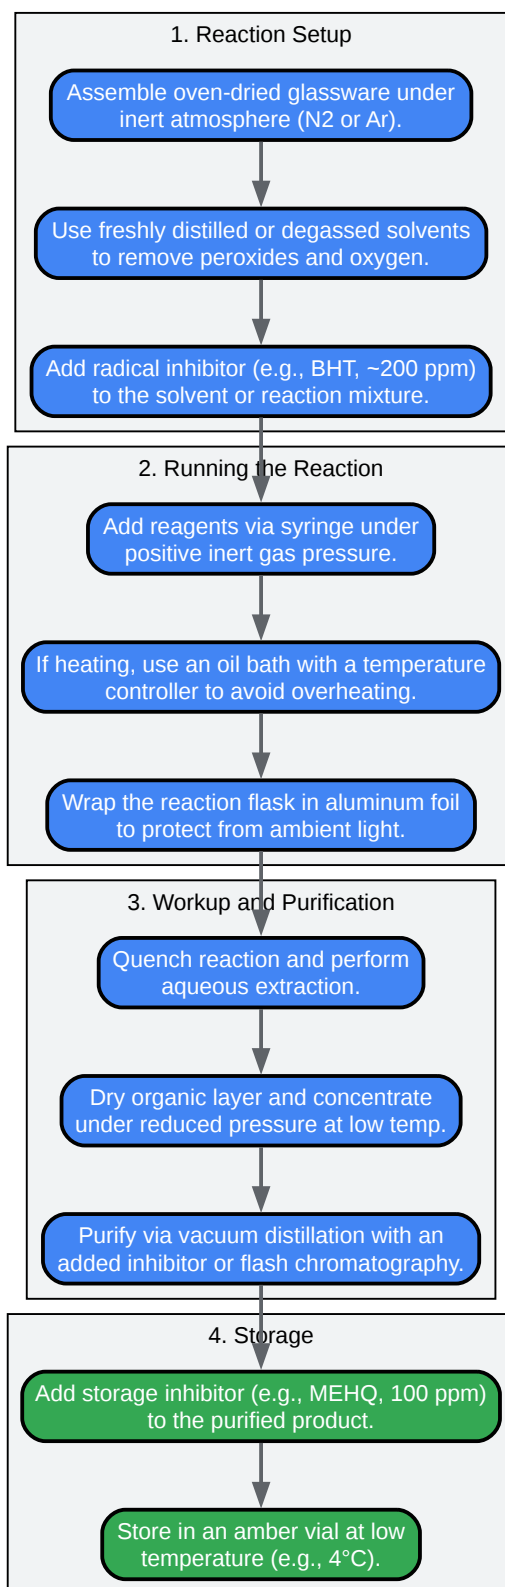 1. Reaction Setup
Assemble oven-dried glassware under
inert atmosphere (N2 or Ar).
Use freshly distilled or degassed solvents
to remove peroxides and oxygen.
Add radical inhibitor (e.g., BHT, ~200 ppm)
to the solvent or reaction mixture.
2. Running the Reaction
Add reagents via syringe under
positive inert gas pressure.
If heating, use an oil bath with a temperature
controller to avoid overheating.
Wrap the reaction flask in aluminum foil
to protect from ambient light.
3. Workup and Purification
Quench reaction and perform
aqueous extraction.
Dry organic layer and concentrate
under reduced pressure at low temp.
Purify via vacuum distillation with an
added inhibitor or flash chromatography.
4. Storage
Add storage inhibitor (e.g., MEHQ, 100 ppm)
to the purified product.
Store in an amber vial at low
temperature (e.g., 4°C).